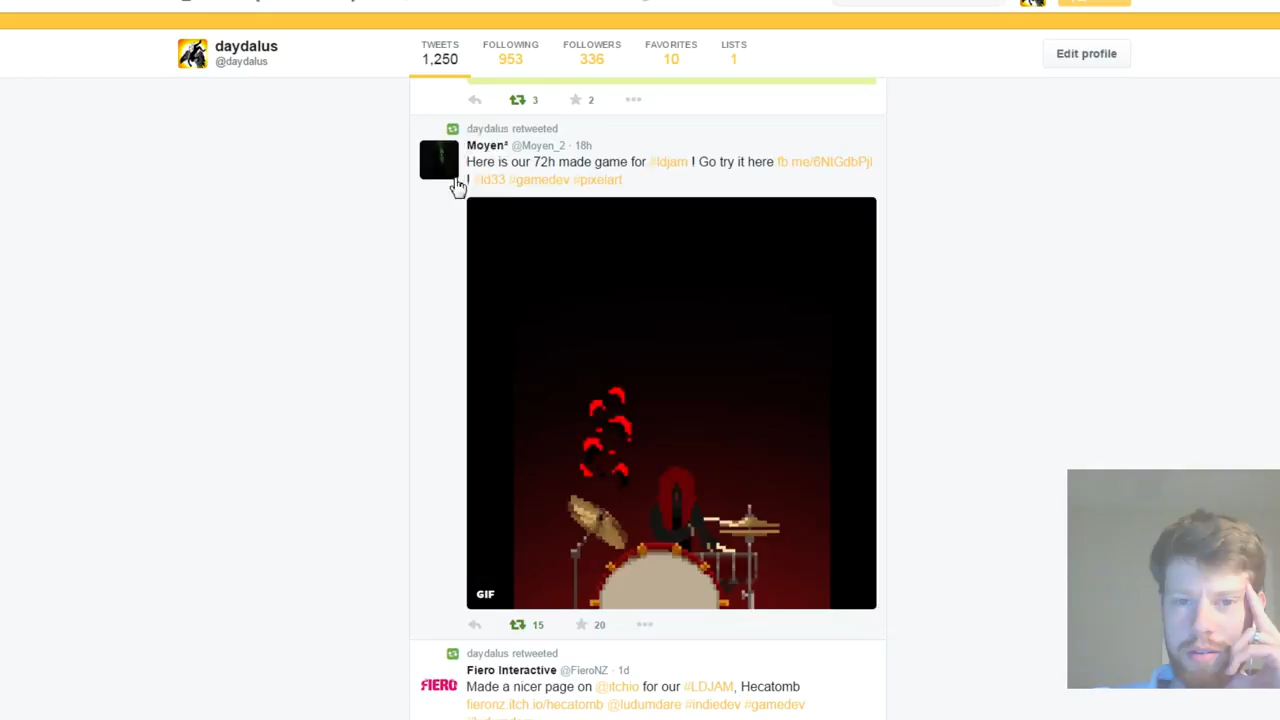 daydalus
@daydalus
TWEETS FOLLOWING FOLLOWERS FAVORITES LISTS
1,250 953 336 10 1
Edit profile
3 2
daydalus retweeted
Moyen² @Moyen_2 · 18h
Here is our 72h made game for #ldjam ! Go try it here fb.me/6NtGdbPjI
! #ld33 #gamedev #pixelart
GIF
15 20
daydalus retweeted
Fiero Interactive @FieroNZ · 1d
FIERO
Made a nicer page on @itchio for our #LDJAM, Hecatomb
fieronz.itch.io/hecatomb @ludumdare #indiedev #gamedev